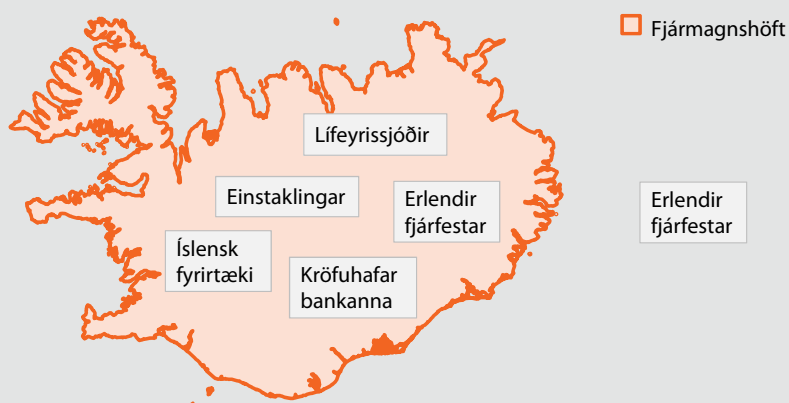 Fjármagnshöft
Lífeyrissjóðir
Einstaklingar
Erlendir
fjárfestar
Erlendir
fjárfestar
Íslensk
fyrirtæki
Kröfuhafar
bankanna